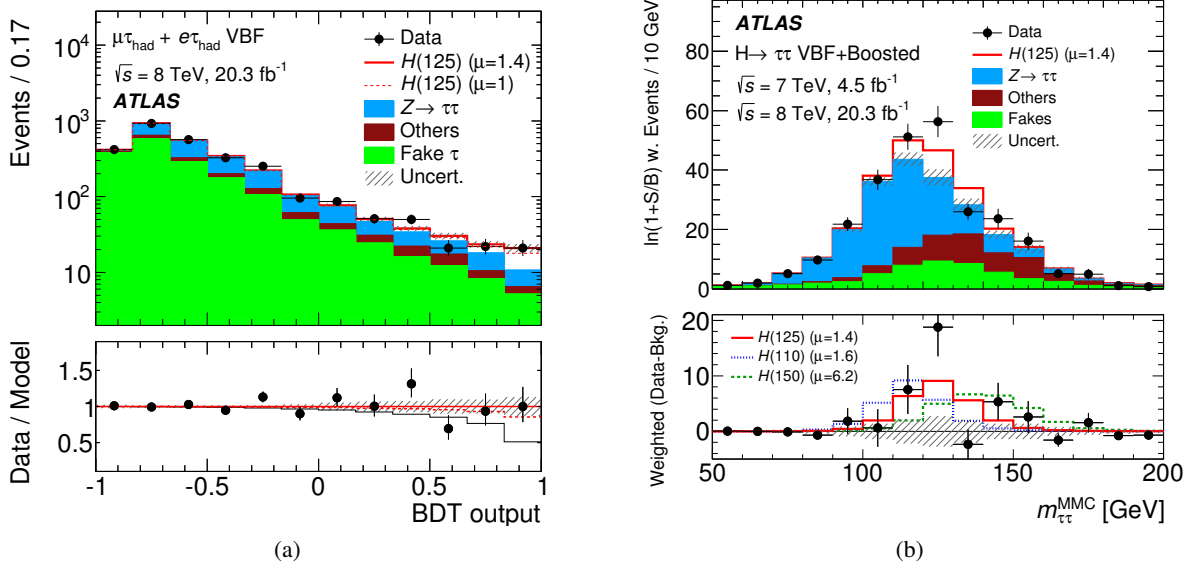 Events / 0.17
10⁴
10³
10²
10
μτ_had + eτ_had VBF
√s = 8 TeV, 20.3 fb⁻¹
ATLAS
Data
H(125) (μ=1.4)
H(125) (μ=1)
Z→ ττ
Others
Fake τ
Uncert.
Data / Model
1.5
1
0.5
-1 -0.5 0 0.5 1
BDT output
(a)
ln(1+S/B) w. Events / 10 GeV
80
60
40
20
0
ATLAS
H→ ττ VBF+Boosted
√s = 7 TeV, 4.5 fb⁻¹
√s = 8 TeV, 20.3 fb⁻¹
Data
H(125) (μ=1.4)
Z→ ττ
Others
Fakes
Uncert.
Weighted (Data-Bkg.)
20
10
0
H(125) (μ=1.4)
H(110) (μ=1.6)
H(150) (μ=6.2)
50 100 150 200
m_ττ^MMC [GeV]
(b)